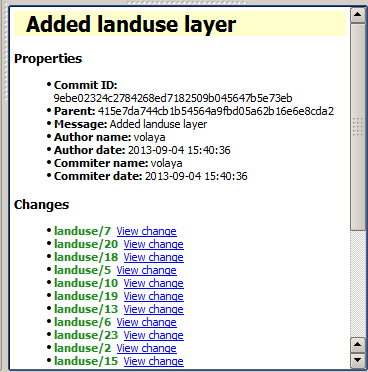 Added landuse layer
Properties
Commit ID:
9ebe02324c2784268ed7182509b045647b5e73eb
Parent: 415e7da744cb1b54564a9fbd05a62b16e6e8cda2
Message: Added landuse layer
Author name: volaya
Author date: 2013-09-04 15:40:36
Commiter name: volaya
Commiter date: 2013-09-04 15:40:36
Changes
landuse/7 View change
landuse/20 View change
landuse/18 View change
landuse/5 View change
landuse/10 View change
landuse/19 View change
landuse/13 View change
landuse/6 View change
landuse/23 View change
landuse/2 View change
landuse/15 View change